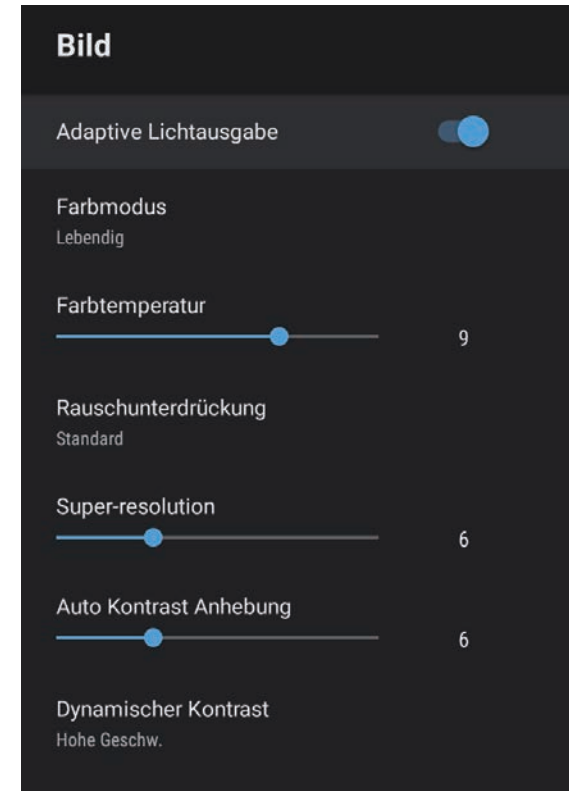 Bild
Adaptive Lichtausgabe
Farbmodus
Lebendig
Farbtemperatur
9
Rauschunterdrückung
Standard
Super-resolution
6
Auto Kontrast Anhebung
6
Dynamischer Kontrast
Hohe Geschw.